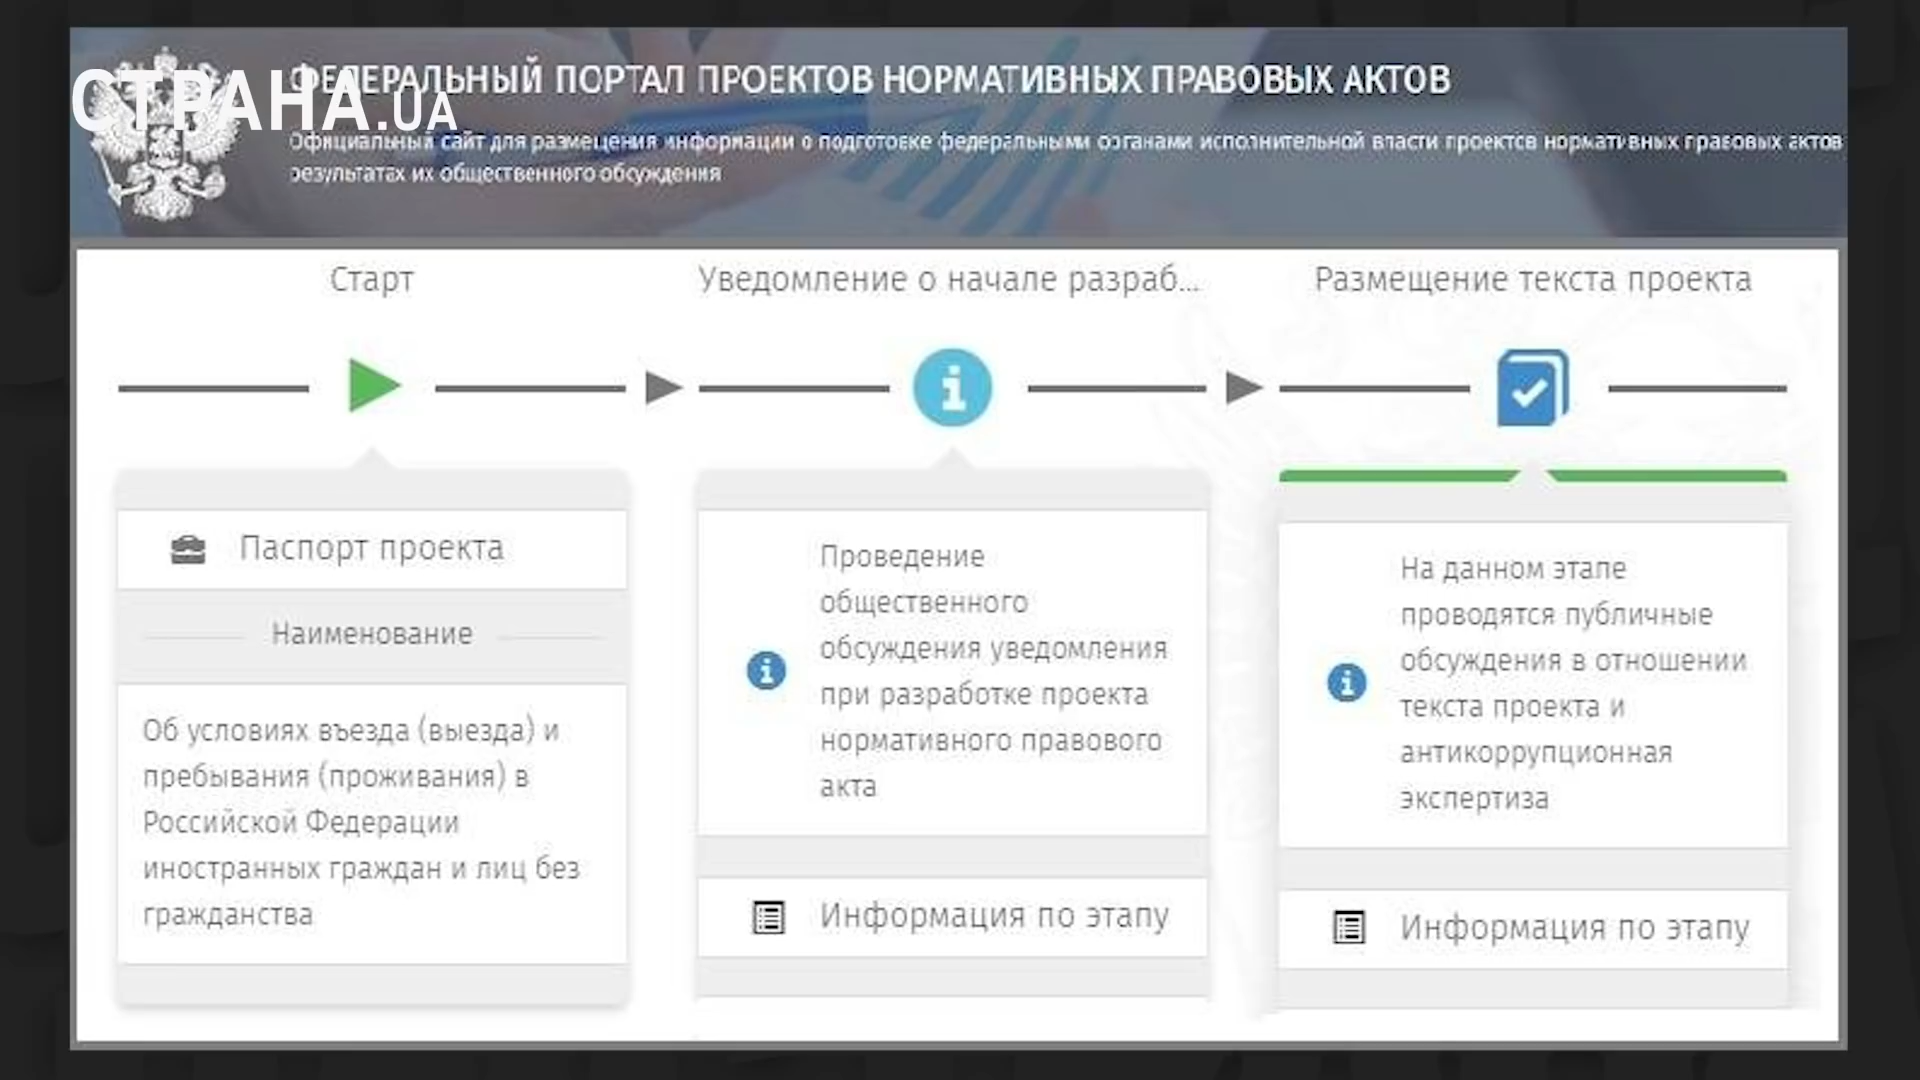 СТРАНА.UA
ФЕДЕРАЛЬНЫЙ ПОРТАЛ ПРОЕКТОВ НОРМАТИВНЫХ ПРАВОВЫХ АКТОВ
Официальный сайт для размещения информации о подготовке федеральными органами исполнительной власти проектов нормативных правовых актов
результатах их общественного обсуждения
Старт
Уведомление о начале разраб...
Размещение текста проекта
Паспорт проекта
Наименование
Об условиях въезда (выезда) и
пребывания (проживания) в
Российской Федерации
иностранных граждан и лиц без
гражданства
Проведение
общественного
обсуждения уведомления
при разработке проекта
нормативного правового
акта
Информация по этапу
На данном этапе
проводятся публичные
обсуждения в отношении
текста проекта и
антикоррупционная
экспертиза
Информация по этапу